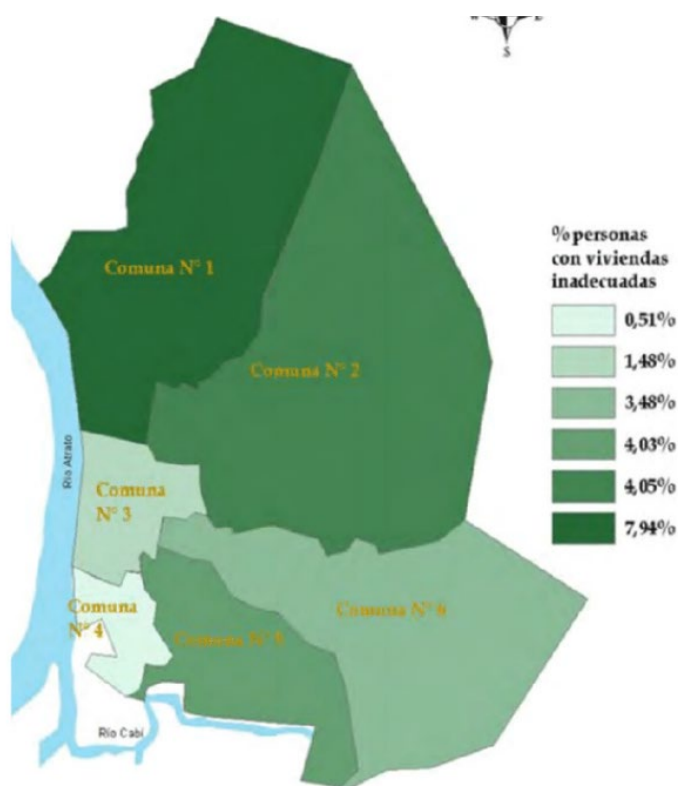 S
Comuna N° 1
Comuna N° 2
Río Atrato
Comuna
N° 3
Comuna
N° 4
Comuna N° 5
Comuna N° 6
Río Cabí
% personas
con viviendas
inadecuadas
0,51%
1,48%
3,48%
4,03%
4,05%
7,94%